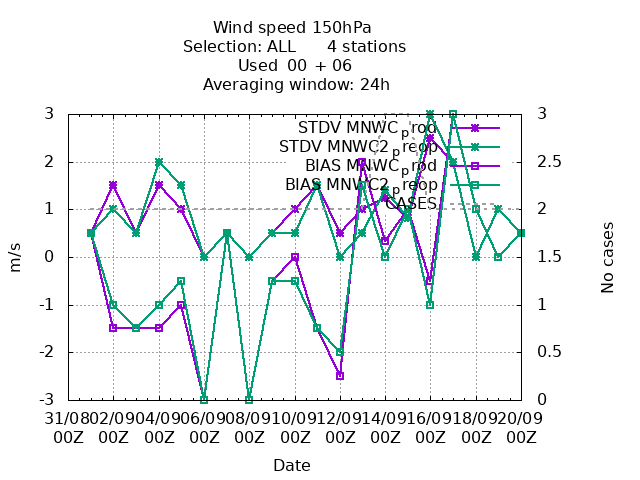 Wind speed 150hPa
Selection: ALL 4 stations
Used 00 + 06
Averaging window: 24h
3 3
STDV MNWC_prod
STDV MNWC2_preop
2 2.5
BIAS MNWC_prod
BIAS MNWC2_preop
CASES
1 2
0 1.5
-1 1
-2 0.5
-3 0
m/s
No cases
31/08 02/09 04/09 06/09 08/09 10/09 12/09 14/09 16/09 18/09 20/09
00Z 00Z 00Z 00Z 00Z 00Z 00Z 00Z 00Z 00Z 00Z
Date